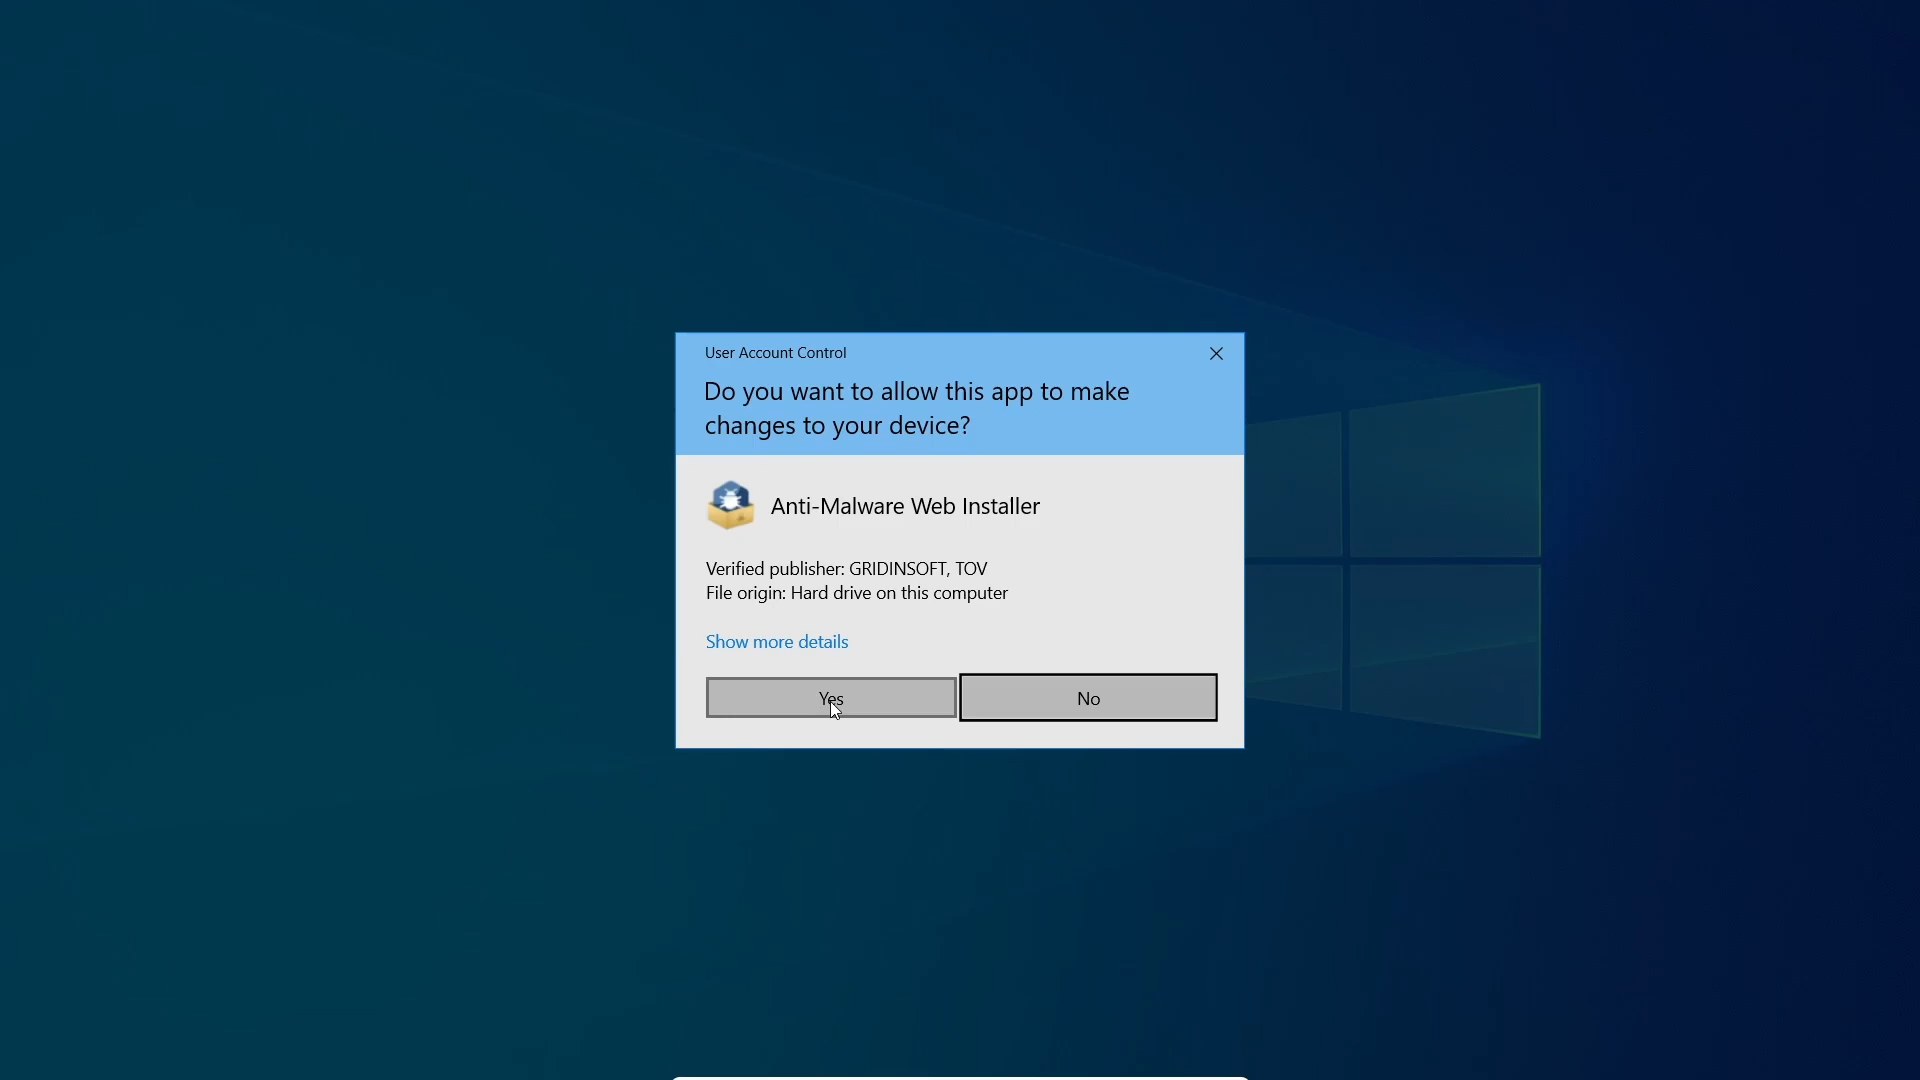 User Account Control
Do you want to allow this app to make
changes to your device?
Anti-Malware Web Installer
Verified publisher: GRIDINSOFT, TOV
File origin: Hard drive on this computer
Show more details
Yes
No